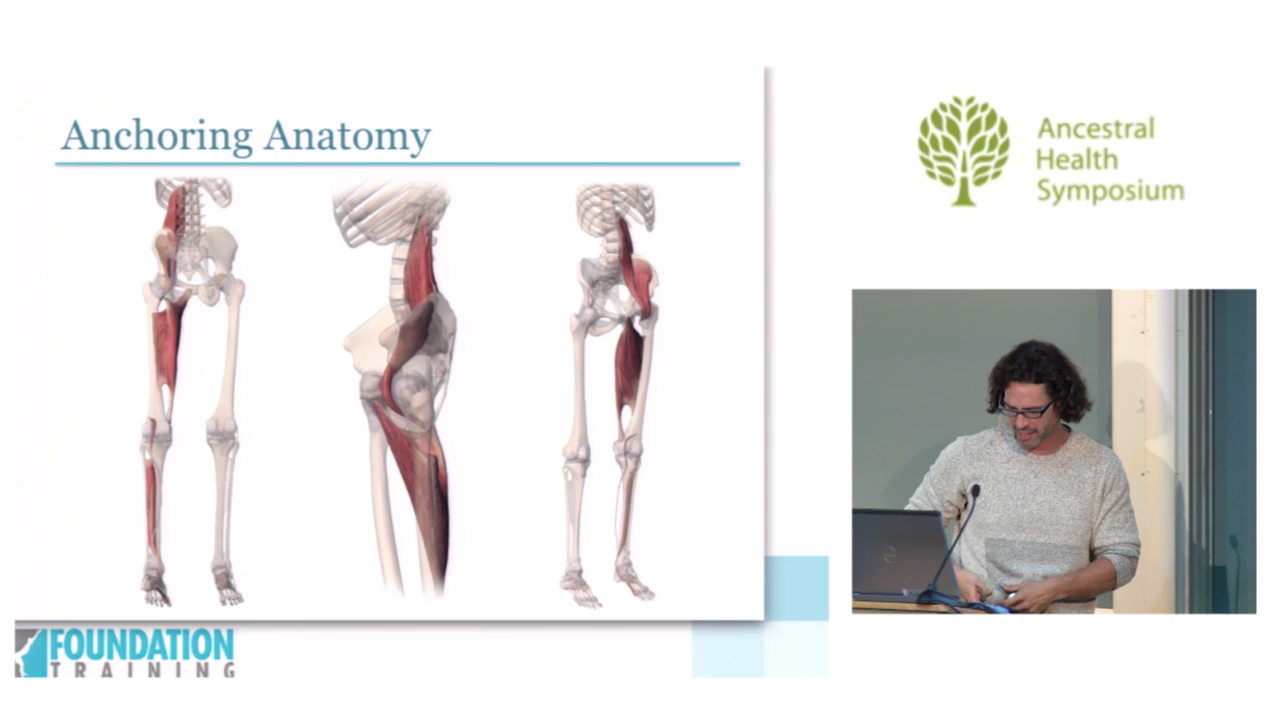 Anchoring Anatomy
Ancestral
Health
Symposium
FOUNDATION
TRAINING